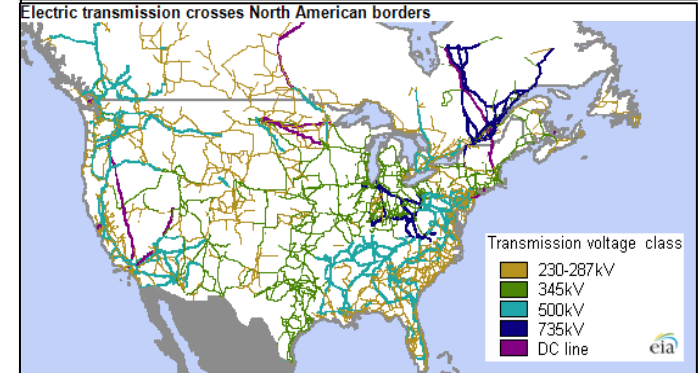 Electric transmission crosses North American borders
Transmission voltage class
230-287kV
345kV
500kV
735kV
DC line
eia